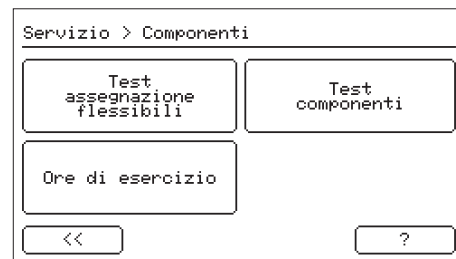 Servizio > Componenti
Test
assegnazione
flessibili
Test
componenti
Ore di esercizio
<<
?